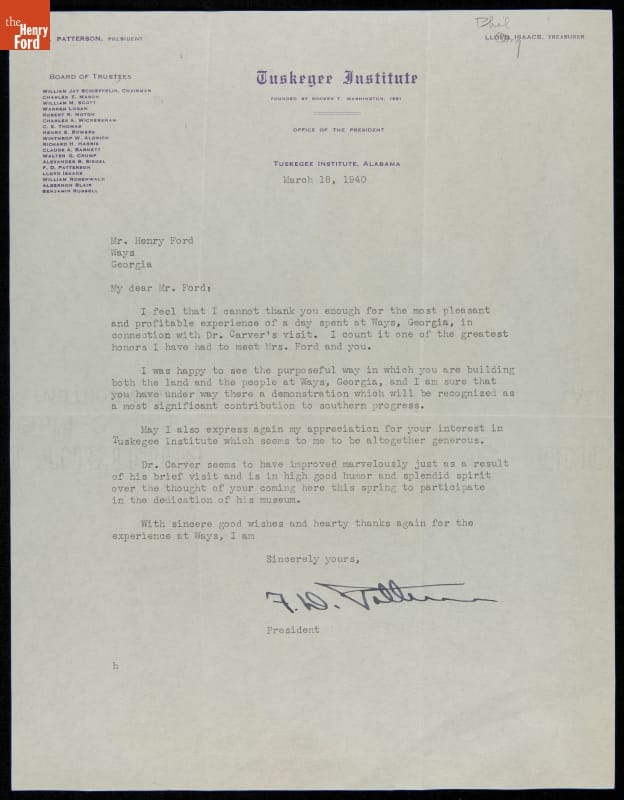 the
Henry
Ford
PATTERSON, PRESIDENT
Phil
LLOYD ISAACS, TREASURER
BOARD OF TRUSTEES
WILLIAM JAY SCHIEFFELIN, CHAIRMAN
CHARLES E. MASON
WILLIAM M. SCOTT
WARREN LOGAN
ROBERT R. MOTON
CHARLES A. WICKERSHAM
C. E. THOMAS
HENRY E. BOWERS
WINTHROP W. ALDRICH
RICHARD H. HARRIS
CLAUDE A. BARNETT
WALTER G. CRUMP
ALEXANDER B. SIEGEL
F. D. PATTERSON
LLOYD ISAACS
WILLIAM ROSENWALD
ALGERNON BLAIR
BENJAMIN RUSSELL
Tuskegee Institute
FOUNDED BY BOOKER T. WASHINGTON, 1881
OFFICE OF THE PRESIDENT
TUSKEGEE INSTITUTE, ALABAMA
March 18, 1940
Mr. Henry Ford
Ways
Georgia
My dear Mr. Ford:
I feel that I cannot thank you enough for the most pleasant
and profitable experience of a day spent at Ways, Georgia, in
connection with Dr. Carver's visit. I count it one of the greatest
honors I have had to meet Mrs. Ford and you.
I was happy to see the purposeful way in which you are building
both the land and the people at Ways, Georgia, and I am sure that
you have under way there a demonstration which will be recognized as
a most significant contribution to southern progress.
May I also express again my appreciation for your interest in
Tuskegee Institute which seems to me to be altogether generous.
Dr. Carver seems to have improved marvelously just as a result
of his brief visit and is in high good humor and splendid spirit
over the thought of your coming here this spring to participate
in the dedication of his museum.
With sincere good wishes and hearty thanks again for the
experience at Ways, I am
Sincerely yours,
F. D. Patterson
President
h